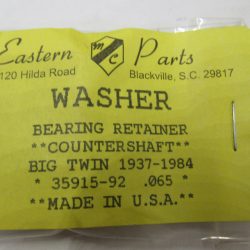 Eastern MC Parts
120 Hilda Road Blackville, S.C. 29817
WASHER
BEARING RETAINER
**COUNTERSHAFT**
BIG TWIN 1937-1984
* 35915-92 .065 *
**MADE IN U.S.A.**